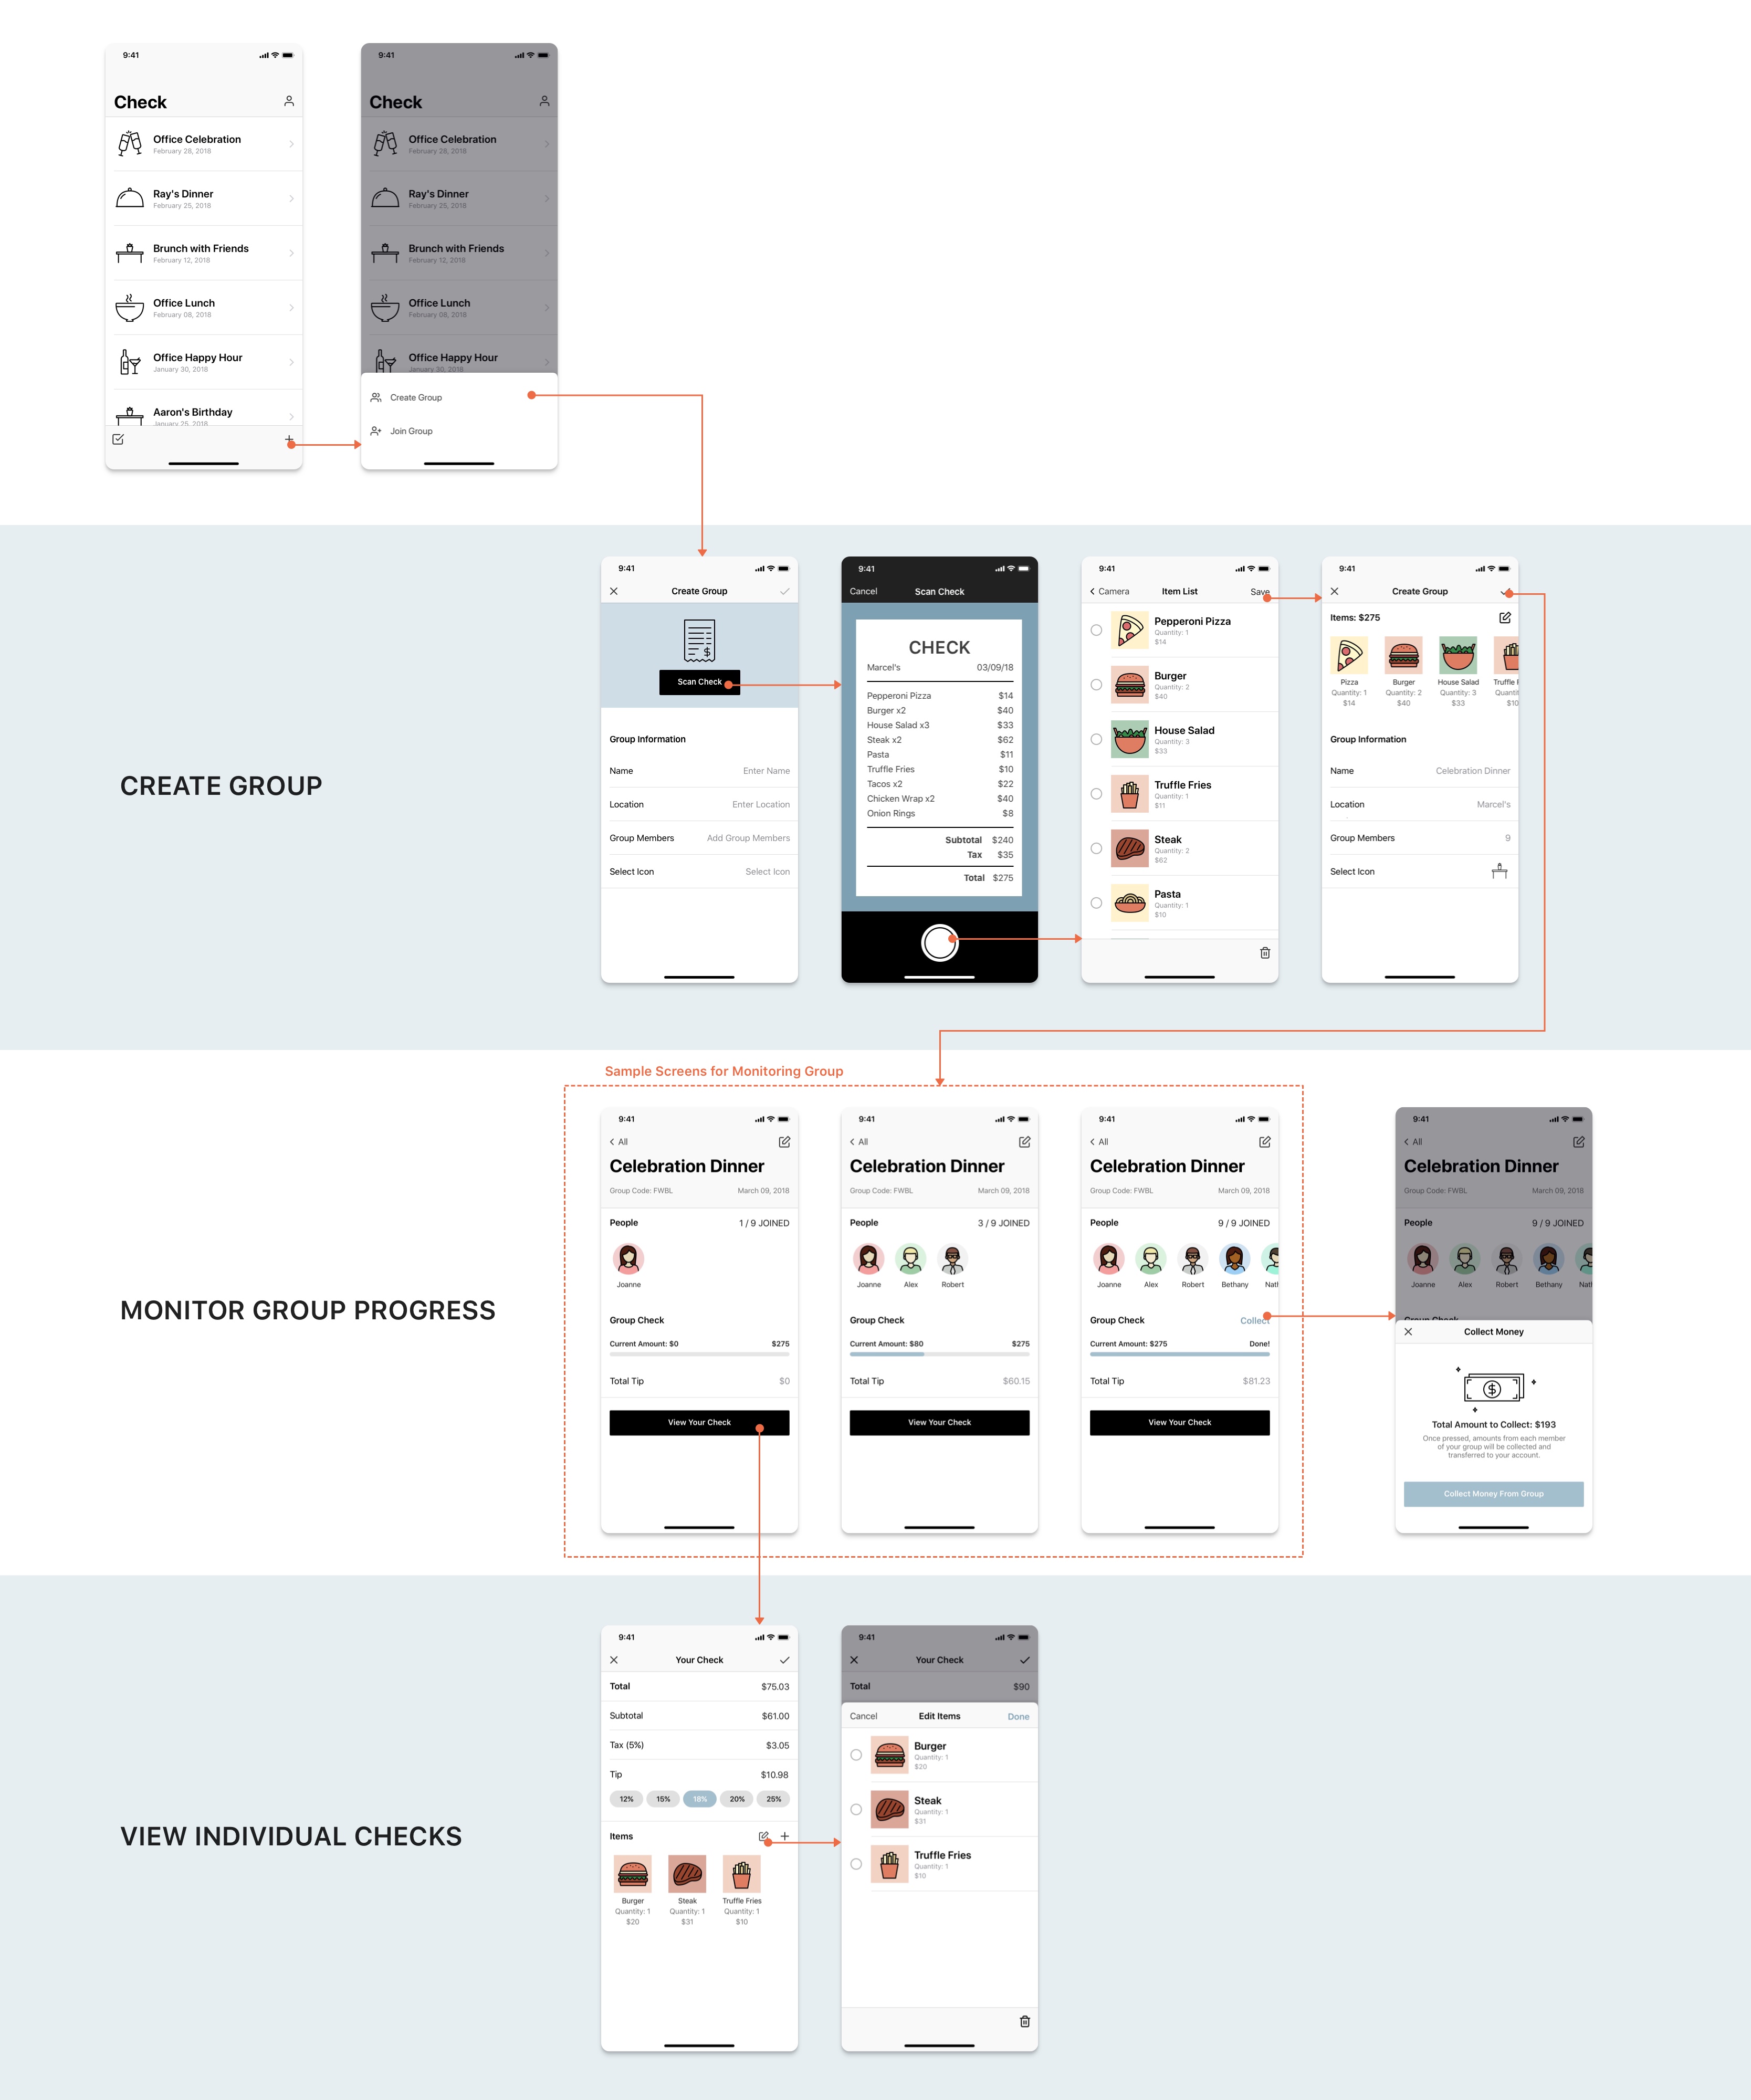 9:41
Check
Office Celebration
February 28, 2018
Ray's Dinner
February 25, 2018
Brunch with Friends
February 12, 2018
Office Lunch
February 08, 2018
Office Happy Hour
January 30, 2018
Aaron's Birthday
January 25, 2018
9:41
Check
Office Celebration
February 28, 2018
Ray's Dinner
February 25, 2018
Brunch with Friends
February 12, 2018
Office Lunch
February 08, 2018
Office Happy Hour
January 30, 2018
Create Group
Join Group
CREATE GROUP
9:41
Create Group
$
Scan Check
Group Information
Name Enter Name
Location Enter Location
Group Members Add Group Members
Select Icon Select Icon
9:41
Cancel Scan Check
CHECK
Marcel's 03/09/18
Pepperoni Pizza $14
Burger x2 $40
House Salad x3 $33
Steak x2 $62
Pasta $11
Truffle Fries $10
Tacos x2 $22
Chicken Wrap x2 $40
Onion Rings $8
Subtotal $240
Tax $35
Total $275
9:41
Camera Item List Save
Pepperoni Pizza
Quantity: 1
$14
Burger
Quantity: 2
$40
House Salad
Quantity: 3
$33
Truffle Fries
Quantity: 1
$11
Steak
Quantity: 2
$62
Pasta
Quantity: 1
$10
9:41
Create Group
Items: $275
Pizza Burger House Salad Truffle F
Quantity: 1 Quantity: 2 Quantity: 3 Quantit
$14 $40 $33 $10
Group Information
Name Celebration Dinner
Location Marcel's
Group Members 9
Select Icon
Sample Screens for Monitoring Group
MONITOR GROUP PROGRESS
9:41
All
Celebration Dinner
Group Code: FWBL March 09, 2018
People 1 / 9 JOINED
Joanne
Group Check
Current Amount: $0 $275
Total Tip $0
View Your Check
9:41
All
Celebration Dinner
Group Code: FWBL March 09, 2018
People 3 / 9 JOINED
Joanne Alex Robert
Group Check
Current Amount: $80 $275
Total Tip $60.15
View Your Check
9:41
All
Celebration Dinner
Group Code: FWBL March 09, 2018
People 9 / 9 JOINED
Joanne Alex Robert Bethany Natl
Group Check Collect
Current Amount: $275 Done!
Total Tip $81.23
View Your Check
9:41
All
Celebration Dinner
Group Code: FWBL March 09, 2018
People 9 / 9 JOINED
Joanne Alex Robert Bethany Natl
Group Check
Collect Money
$
Total Amount to Collect: $193
Once pressed, amounts from each member
of your group will be collected and
transferred to your account.
Collect Money From Group
VIEW INDIVIDUAL CHECKS
9:41
Your Check
Total $75.03
Subtotal $61.00
Tax (5%) $3.05
Tip $10.98
12% 15% 18% 20% 25%
Items
Burger Steak Truffle Fries
Quantity: 1 Quantity: 1 Quantity: 1
$20 $31 $10
9:41
Your Check
Total $90
Cancel Edit Items Done
Burger
Quantity: 1
$20
Steak
Quantity: 1
$31
Truffle Fries
Quantity: 1
$10